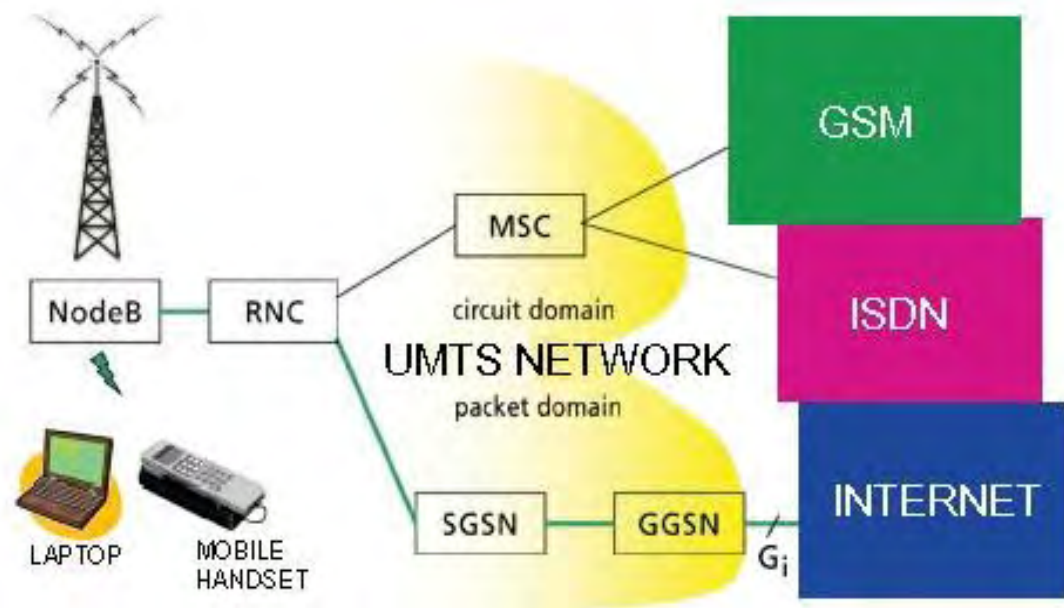 GSM
MSC
NodeB
RNC
circuit domain
ISDN
UMTS NETWORK
packet domain
SGSN
GGSN
Gi
INTERNET
LAPTOP
MOBILE
HANDSET